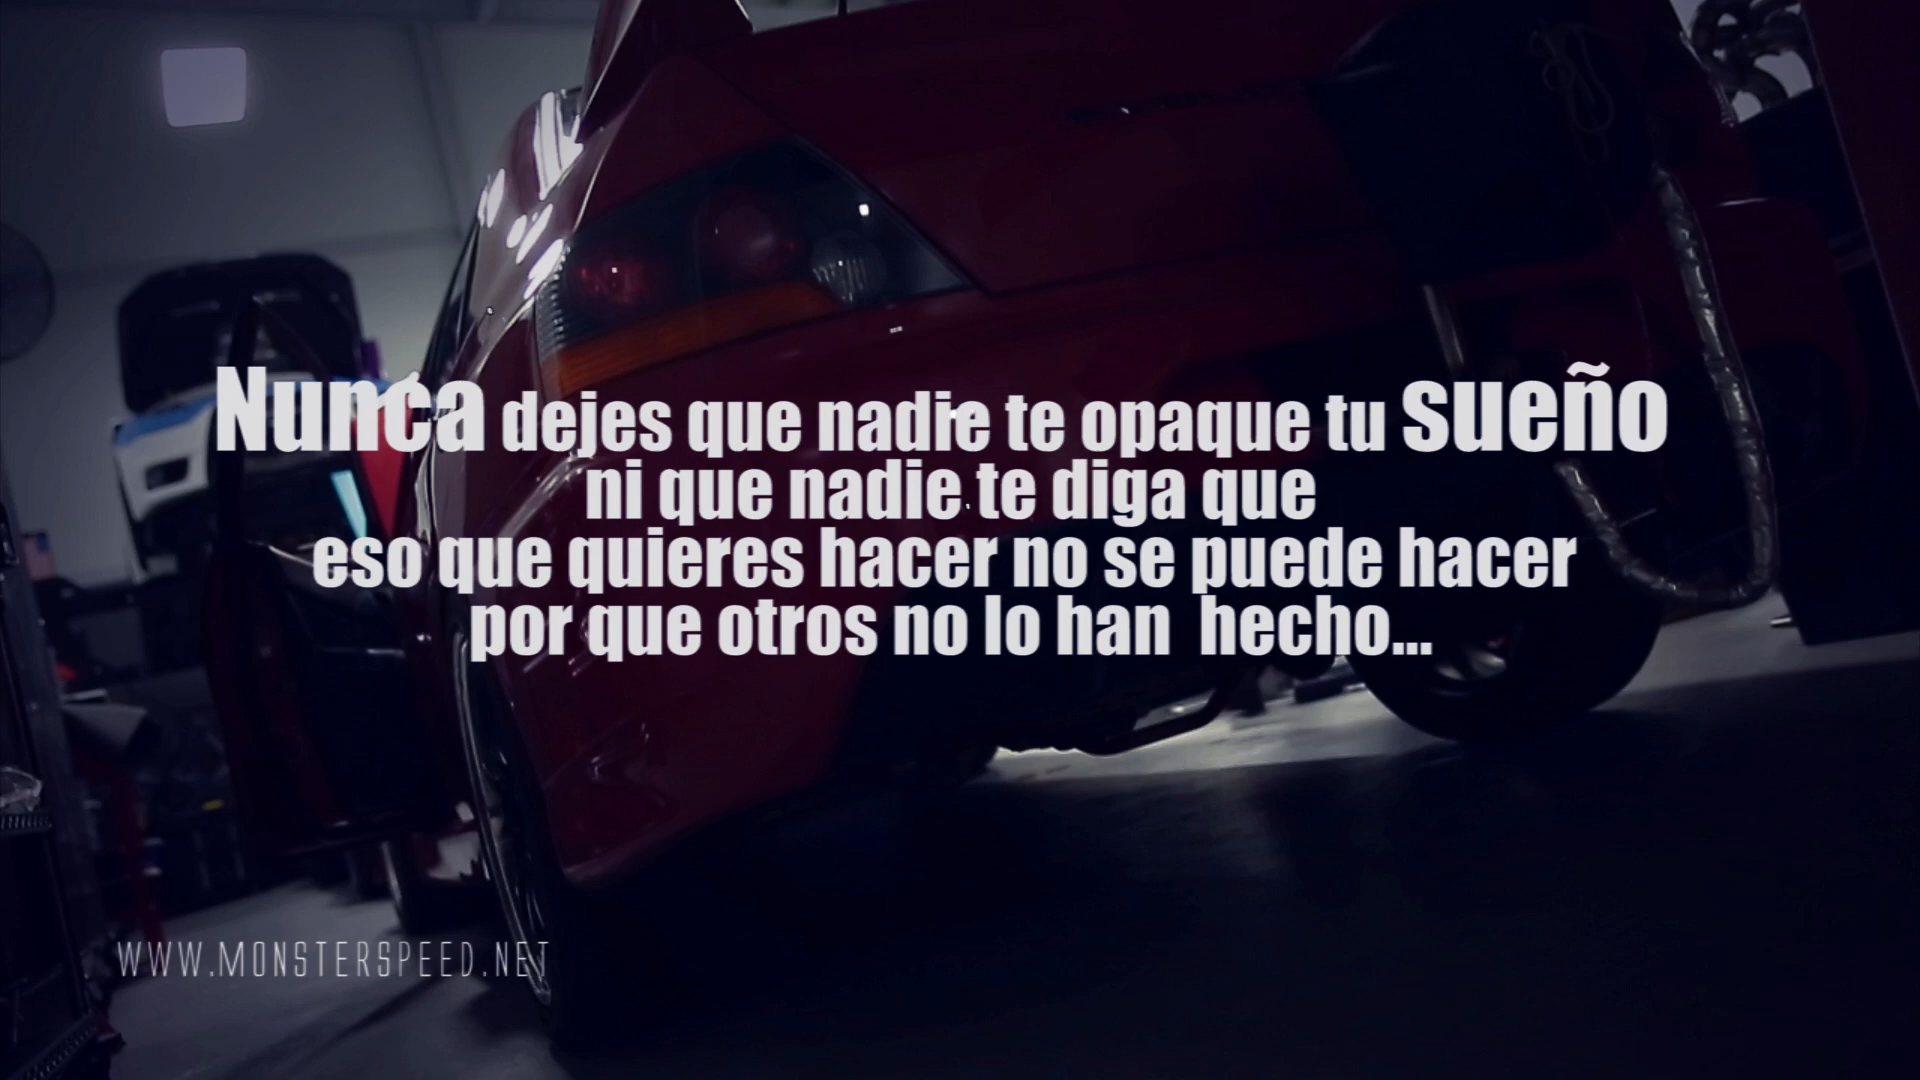 Nunca dejes que nadie te opaque tu sueño
ni que nadie te diga que
eso que quieres hacer no se puede hacer
por que otros no lo han  hecho...
WWW.MONSTERSPEED.NET